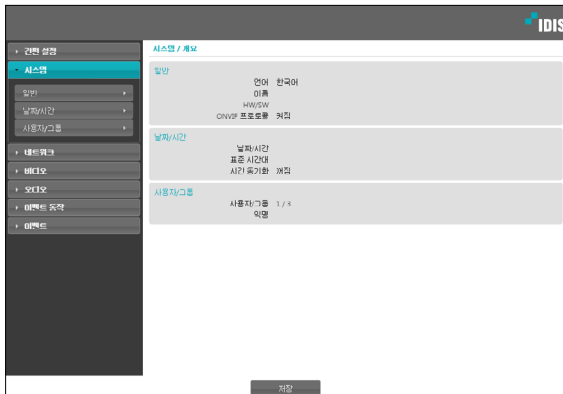 IDIS
간편 설정
시스템
일반
날짜/시간
사용자/그룹
네트워크
비디오
오디오
이벤트 동작
이벤트
시스템 / 개요
일반
언어 한국어
이름
HW/SW
ONVIF 프로토콜 켜짐
날짜/시간
날짜/시간
표준 시간대
시간 동기화 꺼짐
사용자/그룹
사용자/그룹 1 / 3
익명
저장